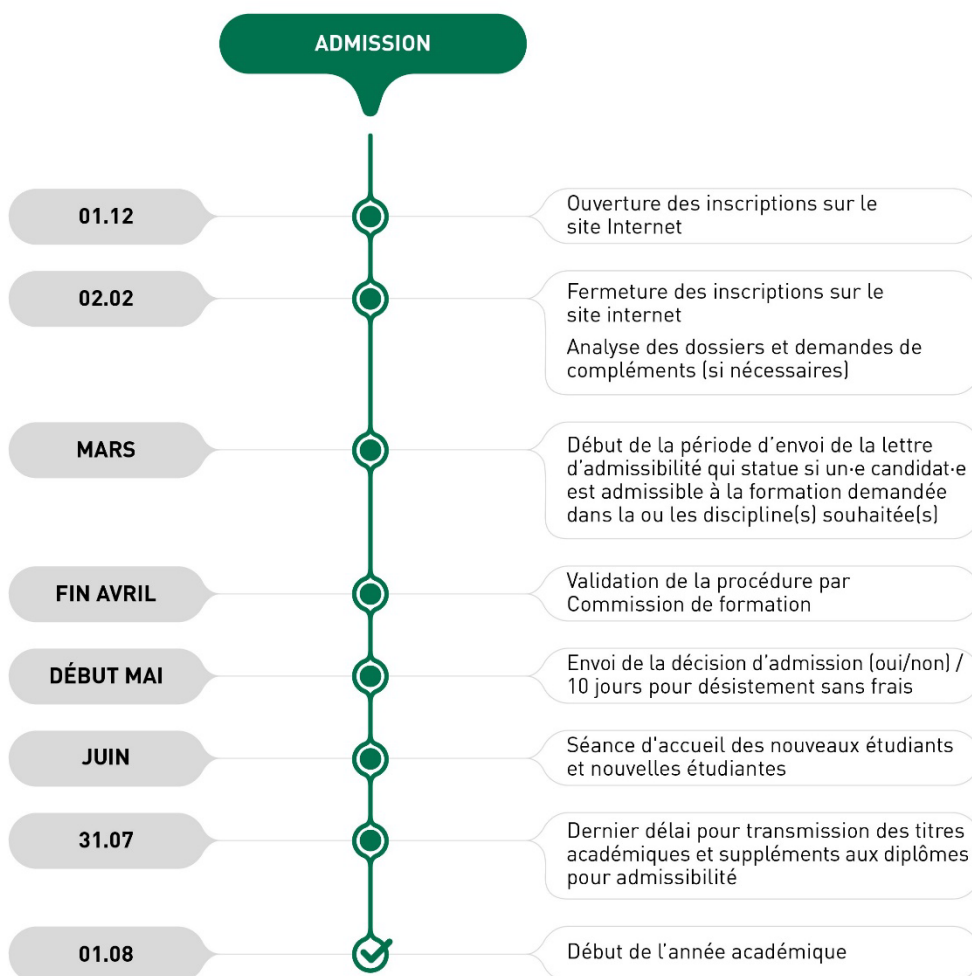 ADMISSION
01.12
Ouverture des inscriptions sur le
site Internet
02.02
Fermeture des inscriptions sur le
site internet
Analyse des dossiers et demandes de
compléments (si nécessaires)
MARS
Début de la période d'envoi de la lettre
d'admissibilité qui statue si un·e candidat·e
est admissible à la formation demandée
dans la ou les discipline(s) souhaitée(s)
FIN AVRIL
Validation de la procédure par
Commission de formation
DÉBUT MAI
Envoi de la décision d'admission (oui/non) /
10 jours pour désistement sans frais
JUIN
Séance d'accueil des nouveaux étudiants
et nouvelles étudiantes
31.07
Dernier délai pour transmission des titres
académiques et suppléments aux diplômes
pour admissibilité
01.08
Début de l'année académique